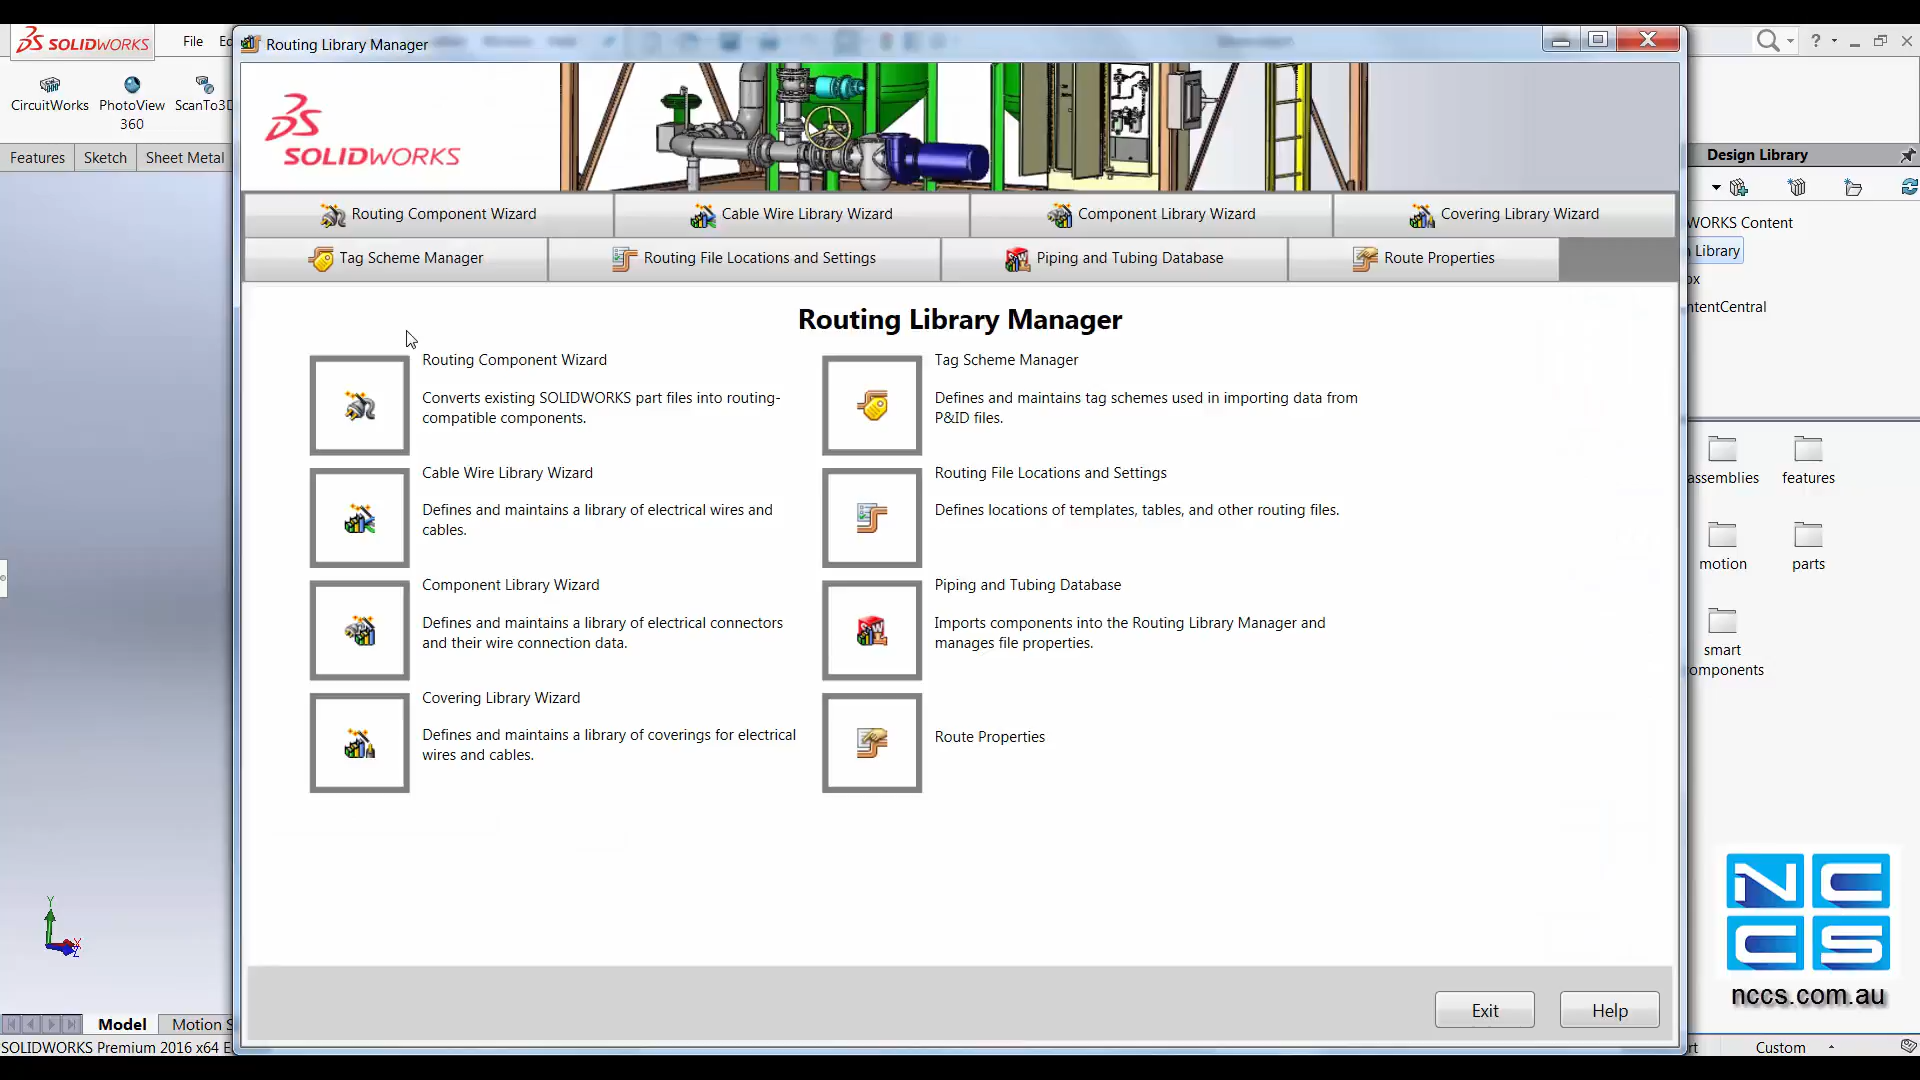 SOLIDWORKS
File
Routing Library Manager
?
CircuitWorks
PhotoView
360
ScanTo3D
SOLIDWORKS
Features
Sketch
Sheet Metal
Design Library
Routing Component Wizard
Cable Wire Library Wizard
Component Library Wizard
Covering Library Wizard
Tag Scheme Manager
Routing File Locations and Settings
Piping and Tubing Database
Route Properties
WORKS Content
Library
Routing Library Manager
Routing Component Wizard
Converts existing SOLIDWORKS part files into routing-
compatible components.
Cable Wire Library Wizard
Defines and maintains a library of electrical wires and
cables.
Component Library Wizard
Defines and maintains a library of electrical connectors
and their wire connection data.
Covering Library Wizard
Defines and maintains a library of coverings for electrical
wires and cables.
Tag Scheme Manager
Defines and maintains tag schemes used in importing data from
P&ID files.
Routing File Locations and Settings
Defines locations of templates, tables, and other routing files.
Piping and Tubing Database
Imports components into the Routing Library Manager and
manages file properties.
Route Properties
ntentCentral
assemblies
features
motion
parts
smart
omponents
Y
X
Z
NCCS
nccs.com.au
Exit
Help
Model
Motion S
SOLIDWORKS Premium 2016 x64 E
Custom